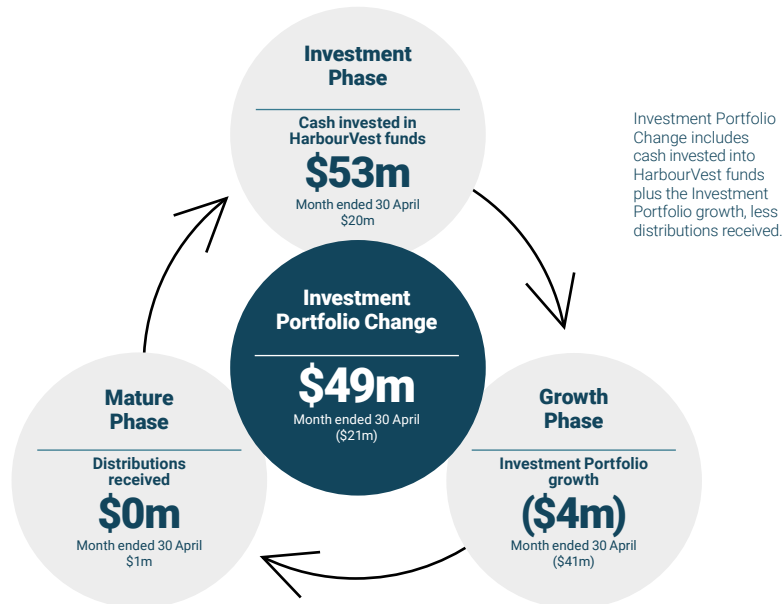 Investment
Phase
Cash invested in
HarbourVest funds
$53m
Month ended 30 April
$20m
Investment Portfolio
Change includes
cash invested into
HarbourVest funds
plus the Investment
Portfolio growth, less
distributions received.
Investment
Portfolio Change
$49m
Month ended 30 April
($21m)
Mature
Phase
Distributions
received
$0m
Month ended 30 April
$1m
Growth
Phase
Investment Portfolio
growth
($4m)
Month ended 30 April
($41m)